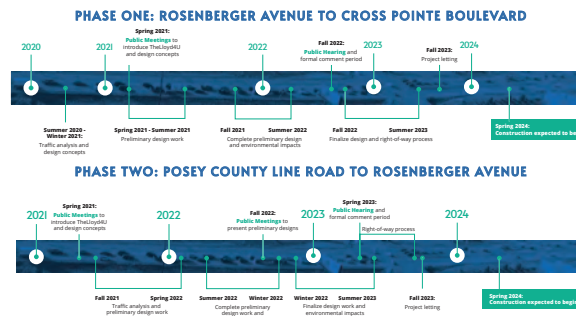 PHASE ONE: ROSENBERGER AVENUE TO CROSS POINTE BOULEVARD
2020
2021
Spring 2021:
Public Meetings to
introduce TheLloyd4U
and design concepts
2022
Fall 2022:
Public Hearing and
formal comment period
2023
Fall 2023:
Project letting
2024
Summer 2020 -
Winter 2021:
Traffic analysis and
design concepts
Spring 2021 - Summer 2021
Preliminary design work
Fall 2021 Summer 2022
Complete preliminary design
and environmental impacts
Fall 2022 Summer 2023
Finalize design and right-of-way process
Spring 2024:
Construction expected to be
PHASE TWO: POSEY COUNTY LINE ROAD TO ROSENBERGER AVENUE
2021
Spring 2021:
Public Meetings to
introduce TheLloyd4U
and design concepts
2022
Fall 2022:
Public Meetings to
present preliminary designs
2023
Spring 2023:
Public Hearing and
formal comment period
Right-of-way process
2024
Fall 2021 Spring 2022
Traffic analysis and
preliminary design work
Summer 2022 Winter 2022
Complete preliminary
design work and
Winter 2022 Summer 2023
Finalize design work and
environmental impacts
Fall 2023:
Project letting
Spring 2024:
Construction expected to begin